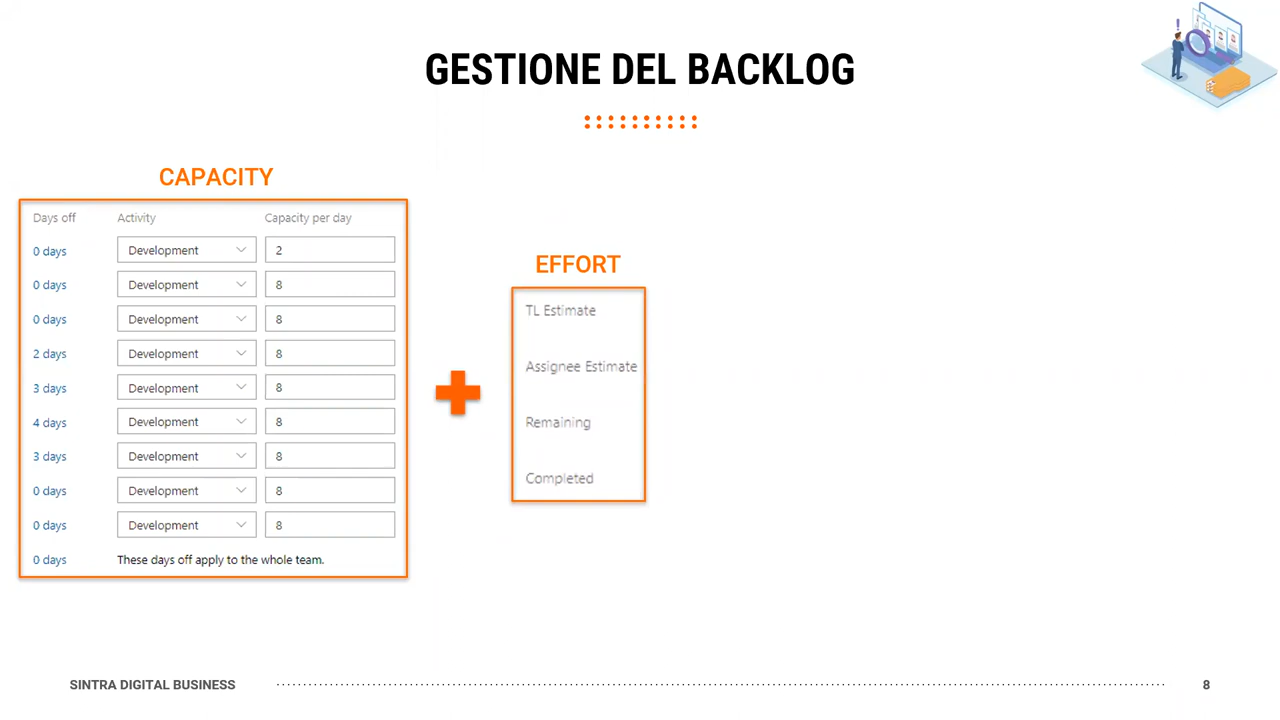 GESTIONE DEL BACKLOG
CAPACITY
Days off Activity Capacity per day
0 days Development 2
0 days Development 8
0 days Development 8
2 days Development 8
3 days Development 8
4 days Development 8
3 days Development 8
0 days Development 8
0 days Development 8
0 days These days off apply to the whole team.
EFFORT
TL Estimate
Assignee Estimate
Remaining
Completed
SINTRA DIGITAL BUSINESS 8